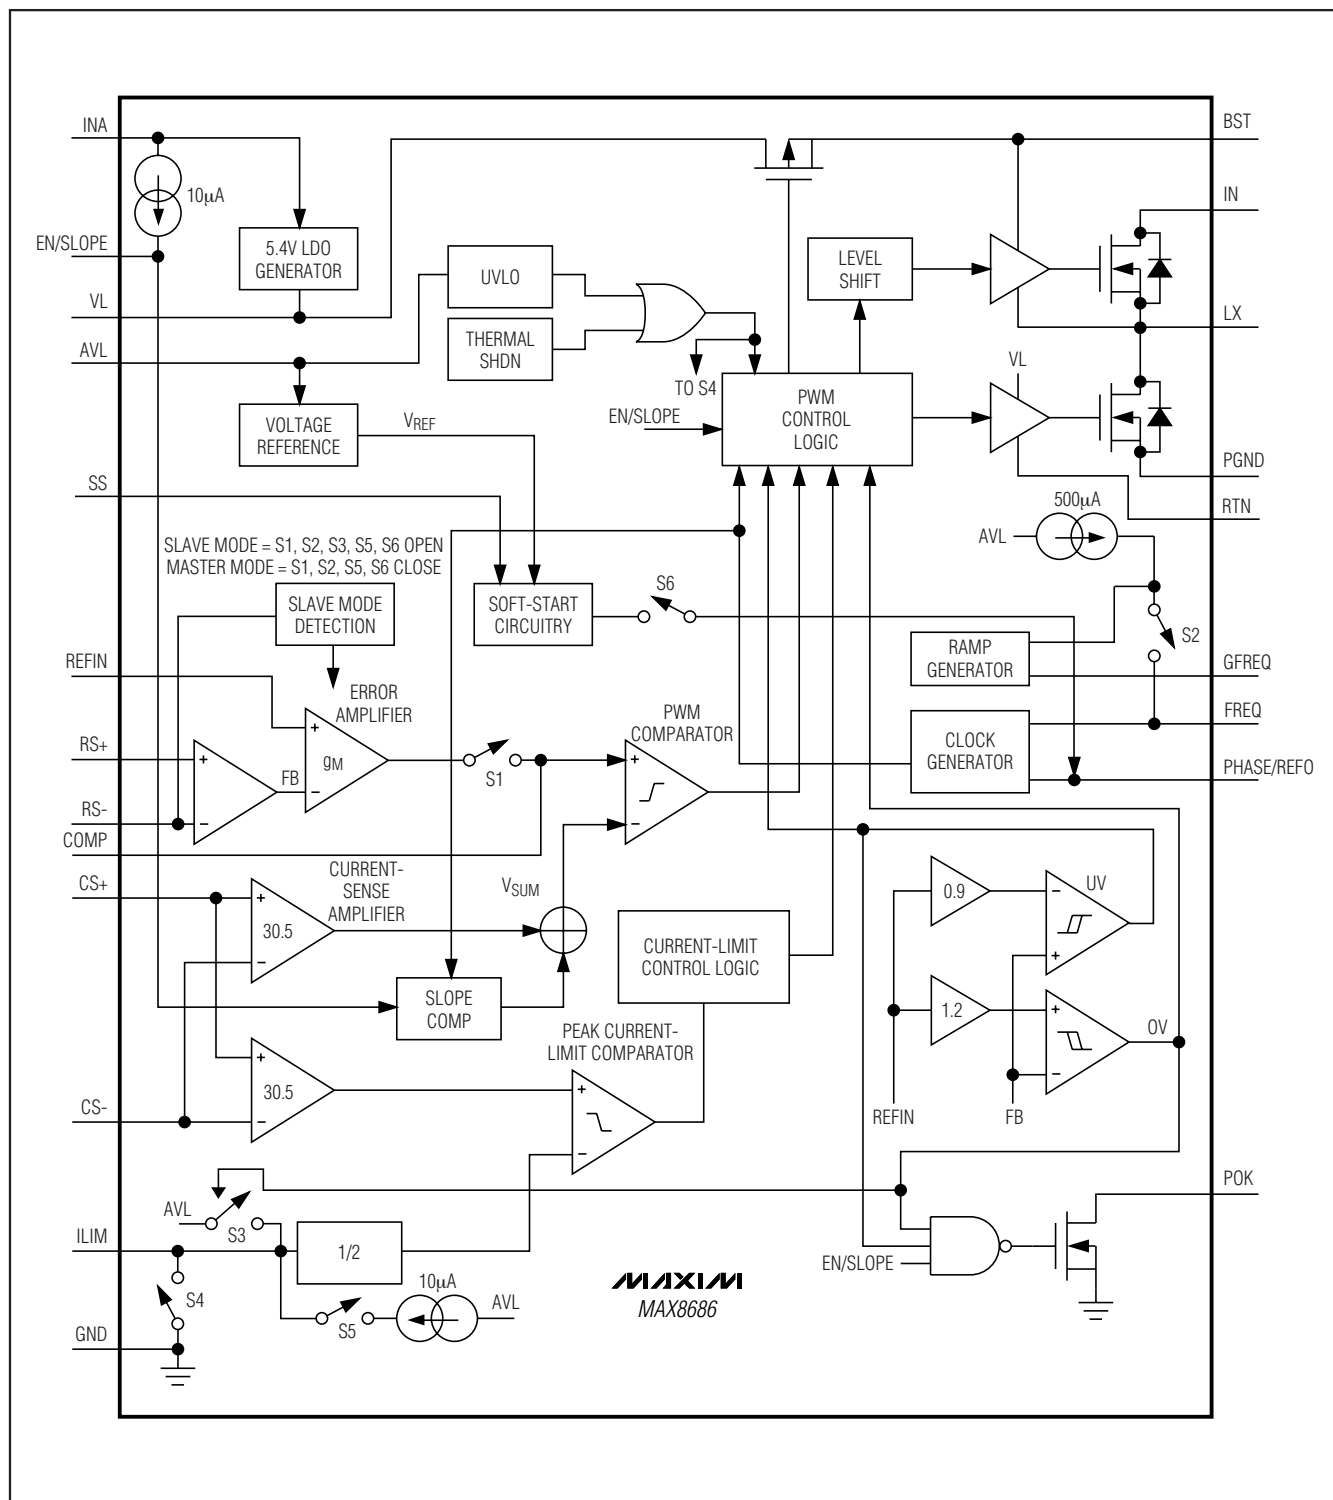 INA
BST
10µA
IN
EN/SLOPE
5.4V LDO
GENERATOR
UVLO
LEVEL
SHIFT
VL
LX
THERMAL
SHDN
AVL
TO S4
VL
PWM
CONTROL
LOGIC
EN/SLOPE
VOLTAGE
REFERENCE
VREF
PGND
SS
500µA
RTN
AVL
SLAVE MODE = S1, S2, S3, S5, S6 OPEN
MASTER MODE = S1, S2, S5, S6 CLOSE
SLAVE MODE
DETECTION
SOFT-START
CIRCUITRY
S6
S2
RAMP
GENERATOR
REFIN
GFREQ
ERROR
AMPLIFIER
PWM
COMPARATOR
FREQ
RS+
+
gM
FB
−
+
S1
+
−
CLOCK
GENERATOR
PHASE/REFO
RS-
−
COMP
CS+
CURRENT-
SENSE
AMPLIFIER
+
30.5
−
VSUM
CURRENT-LIMIT
CONTROL LOGIC
0.9
UV
−
+
SLOPE
COMP
1.2
+
−
OV
PEAK CURRENT-
LIMIT COMPARATOR
+
30.5
−
+
−
CS-
REFIN
FB
POK
AVL
S3
ILIM
1/2
EN/SLOPE
S4
10µA
AVL
S5
MAXIM
MAX8686
GND